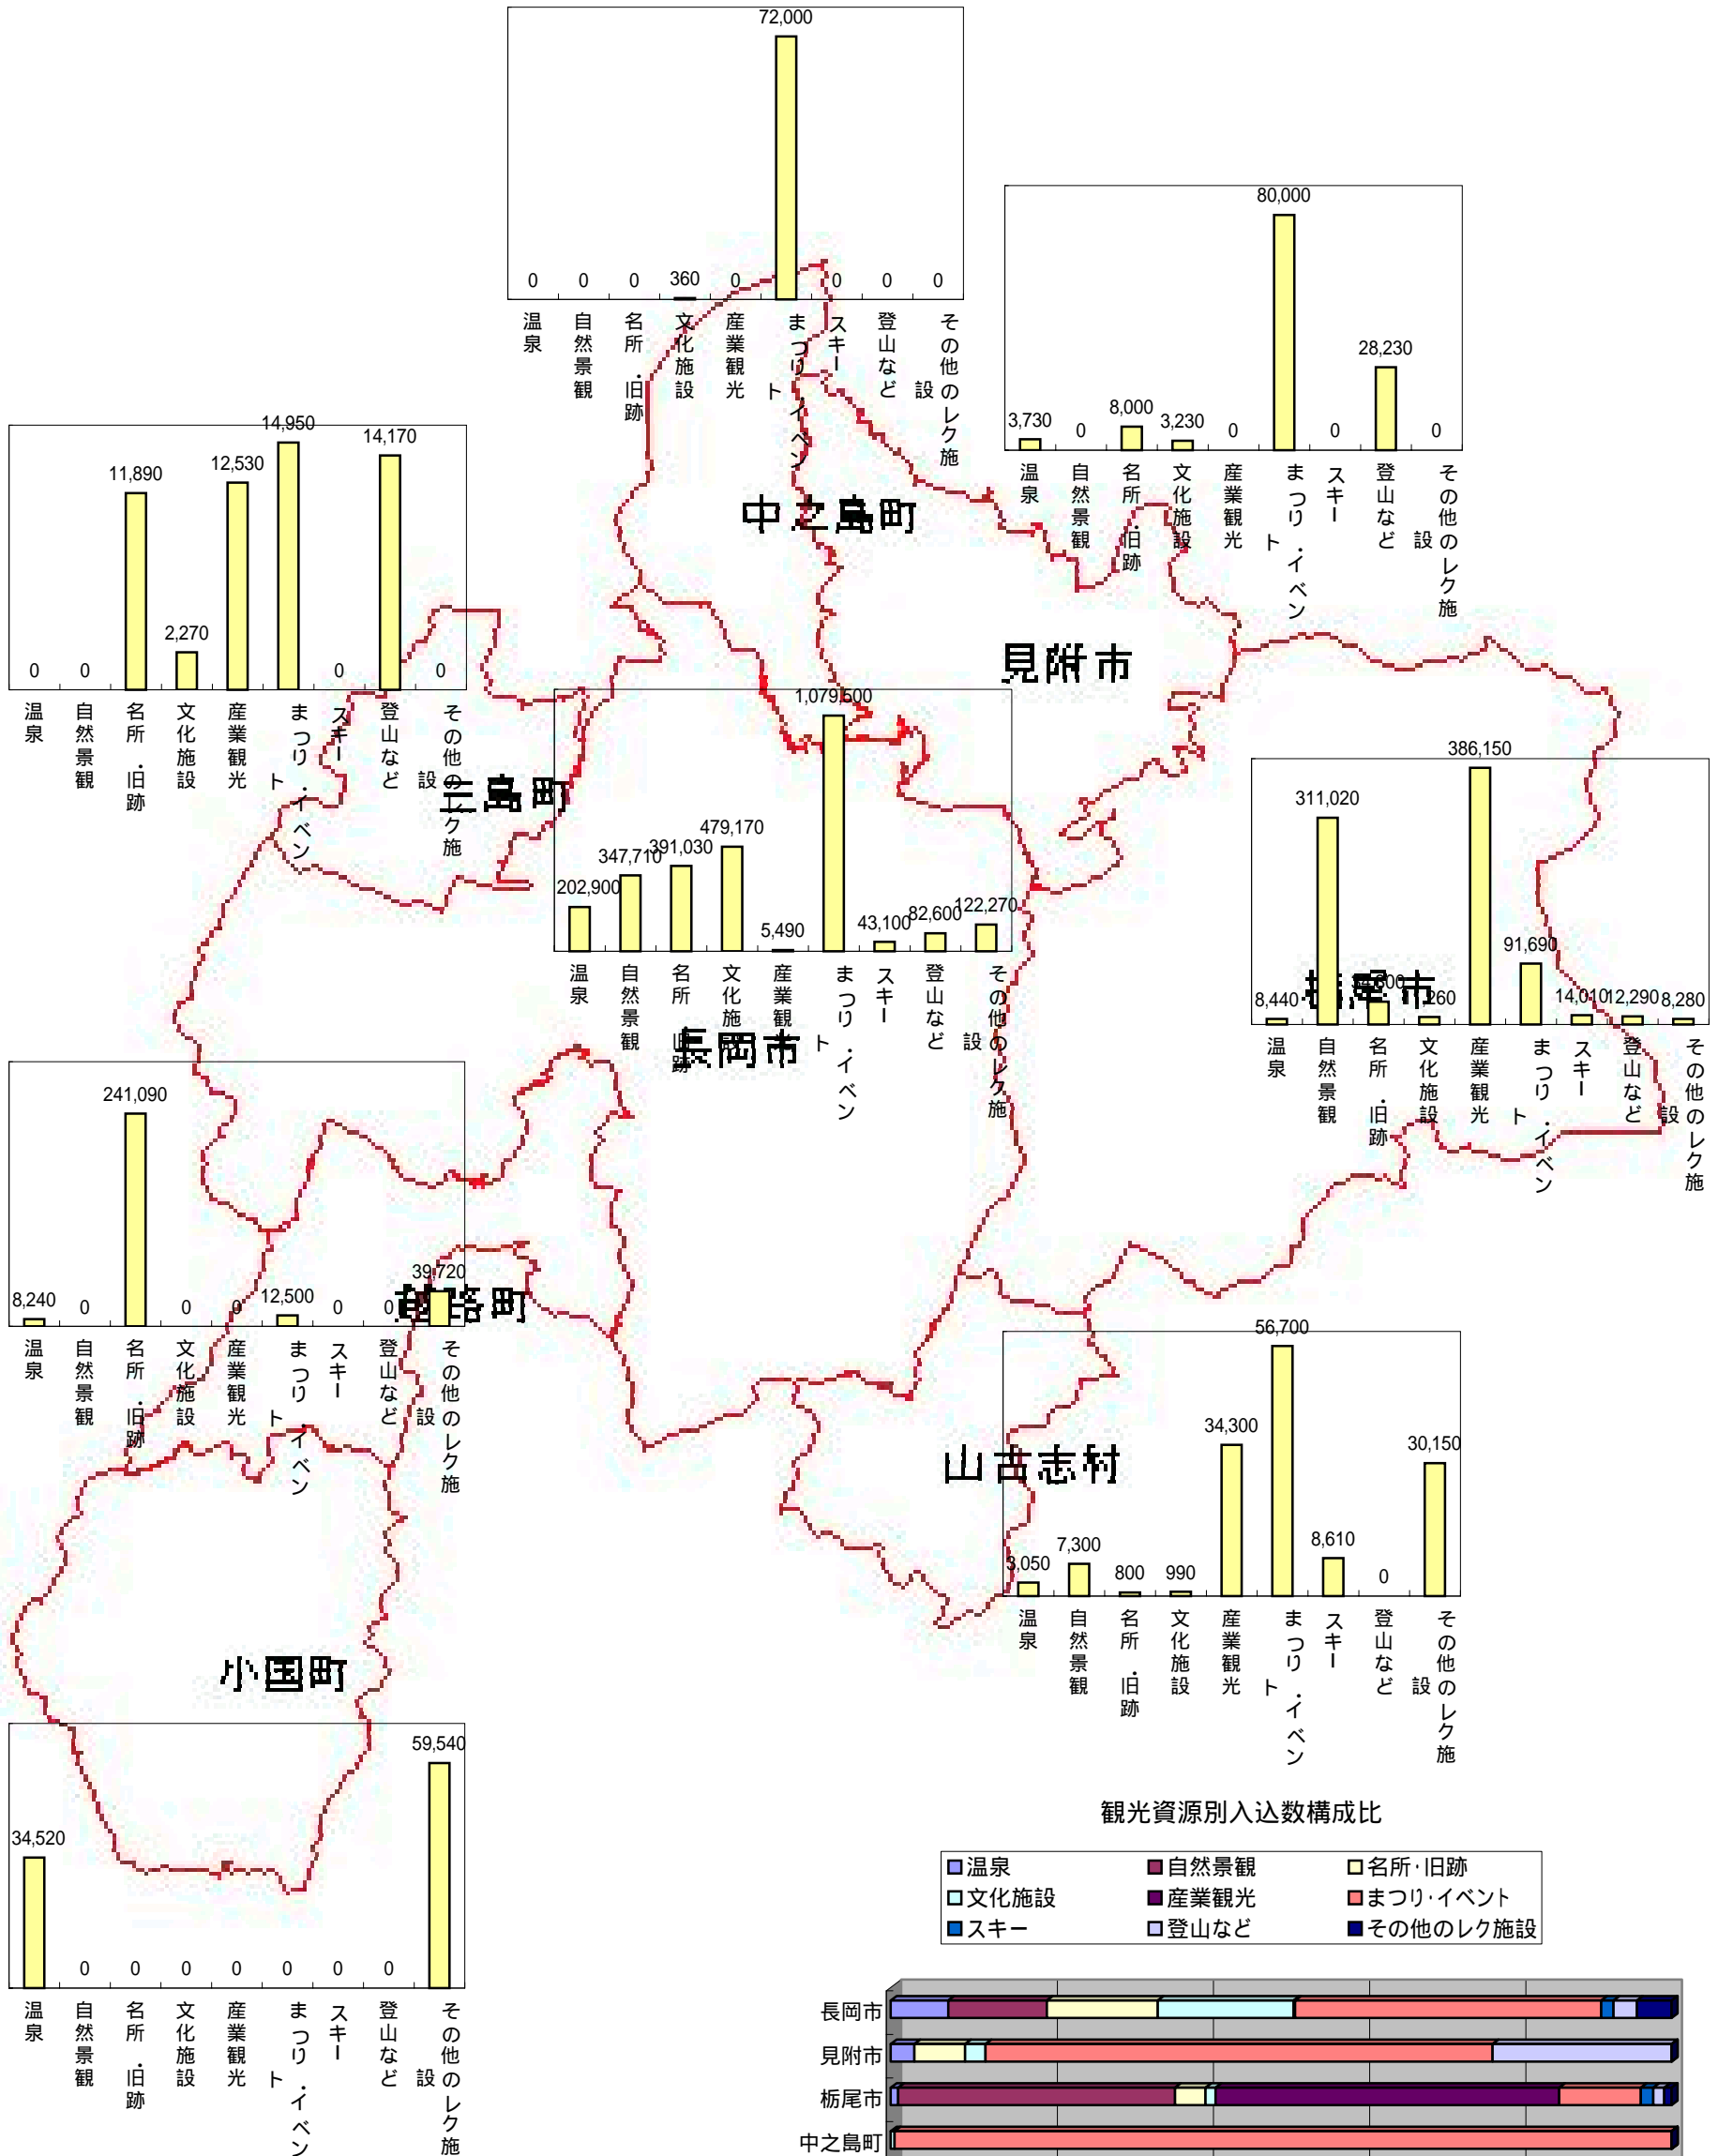 72,000
0 0 0 360 0 0 0 0
温泉 自然景観 名所・旧跡 文化施設 産業観光 まつり・イベント スキー 登山など その他のレク施設
中之島町
80,000
28,230
3,730 0 8,000 3,230 0 0 0
温泉 自然景観 名所・旧跡 文化施設 産業観光 まつり・イベント スキー 登山など その他のレク施設
見附市
14,950
14,170
12,530
11,890
2,270
0 0 0 0
温泉 自然景観 名所・旧跡 文化施設 産業観光 まつり・イベント スキー 登山など その他のレク施設
三島町
1,079,500
479,170
391,030
347,710
202,900
5,490 43,100 82,600 122,270
温泉 自然景観 名所・旧跡 文化施設 産業観光 まつり・イベント スキー 登山など その他のレク施設
長岡市
386,150
311,020
91,690
8,440 14,010 12,290 8,280
温泉 自然景観 名所・旧跡 文化施設 産業観光 まつり・イベント スキー 登山など その他のレク施設
栃尾市
241,090
39,720
8,240 0 0 0 12,500 0 0
温泉 自然景観 名所・旧跡 文化施設 産業観光 まつり・イベント スキー 登山など その他のレク施設
越路町
56,700
34,300
30,150
3,050 7,300 800 990 8,610 0
温泉 自然景観 名所・旧跡 文化施設 産業観光 まつり・イベント スキー 登山など その他のレク施設
山古志村
小国町
59,540
34,520
0 0 0 0 0 0 0
温泉 自然景観 名所・旧跡 文化施設 産業観光 まつり・イベント スキー 登山など その他のレク施
設
観光資源別入込数構成比
温泉 自然景観 名所・旧跡
文化施設 産業観光 まつり・イベント
スキー 登山など その他のレク施設
長岡市
見附市
栃尾市
中之島町